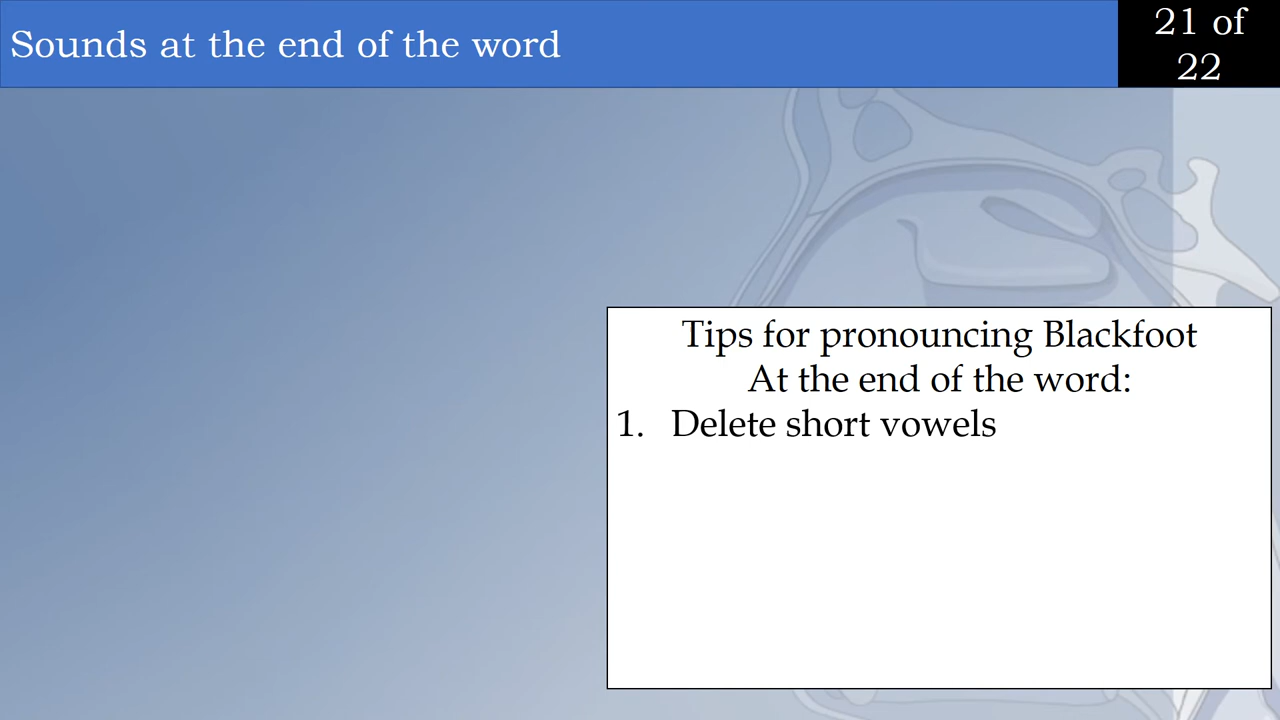 Sounds at the end of the word
21 of
22
Tips for pronouncing Blackfoot
At the end of the word:
1. Delete short vowels